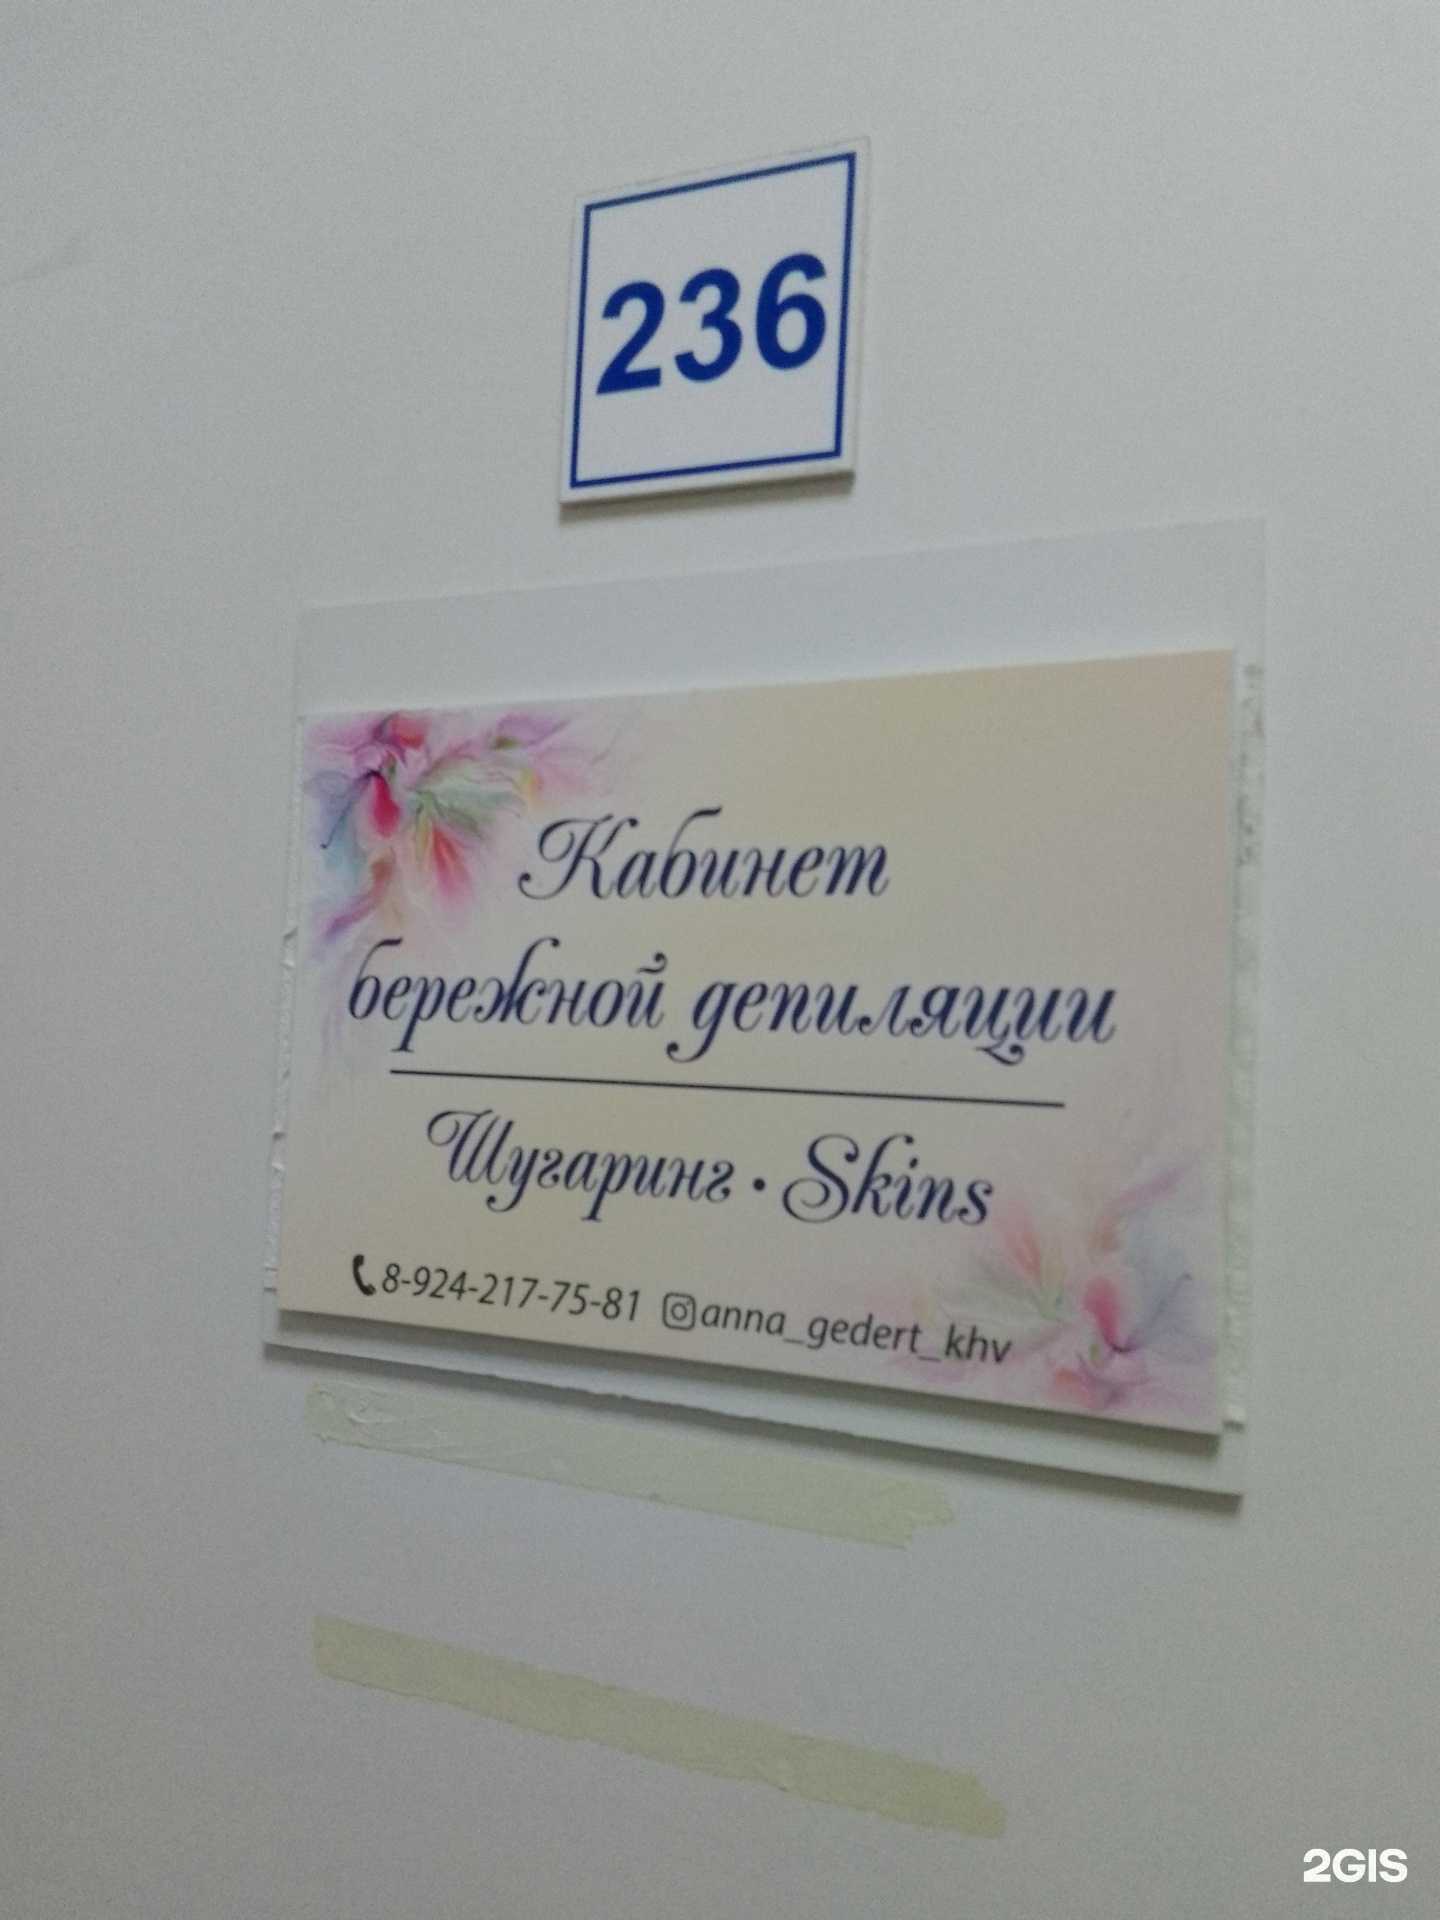 236
Кабинет
бережной депиляции
Шугаринг • Skins
8-924-217-75-81 anna_gedert_khv
2GIS